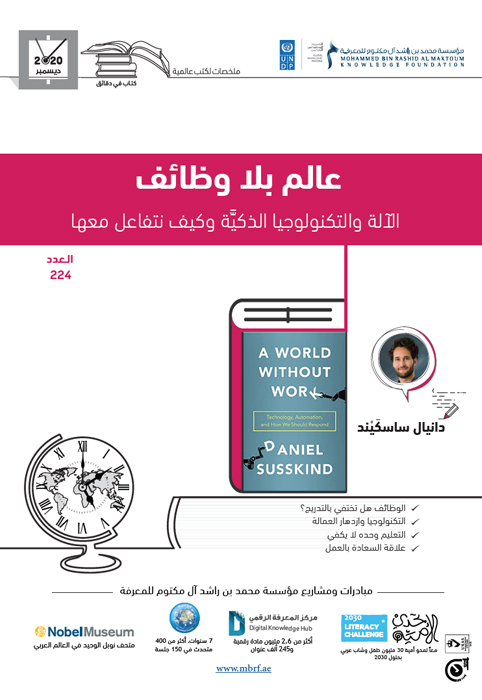 2020
ديسمبر
كتاب في دقائق
ملخصات لكتب عالمية
U N
D P
مؤسسة محمد بن راشد آل مكتوم للمعرفة
MOHAMMED BIN RASHID AL MAKTOUM
KNOWLEDGE FOUNDATION
عالم بلا وظائف
الآلة والتكنولوجيا الذكيَّة وكيف نتفاعل معها
العدد
224
A WORLD
WITHOUT
WORK
Technology, Automation,
and How We Should Respond
DANIEL
SUSSKIND
دانيال ساسكَيْند
الوظائف هل تختفي بالتدريج؟
التكنولوجيا وازدهار العمالة
التعليم وحده لا يكفي
علاقة السعادة بالعمل
مبادرات ومشاريع مؤسسة محمد بن راشد آل مكتوم للمعرفة
2030
LITERACY
CHALLENGE
معاً لمحو أمية 30 مليون طفل وشاب عربي
بحلول 2030
مركز المعرفة الرقمي
Digital Knowledge Hub
أكثر من 2.6 مليون مادة رقمية
و245 ألف عنوان
7 سنوات، أكثر من 400
متحدث في 150 جلسة
Nobel Museum
متحف نوبل الوحيد في العالم العربي
www.mbrf.ae